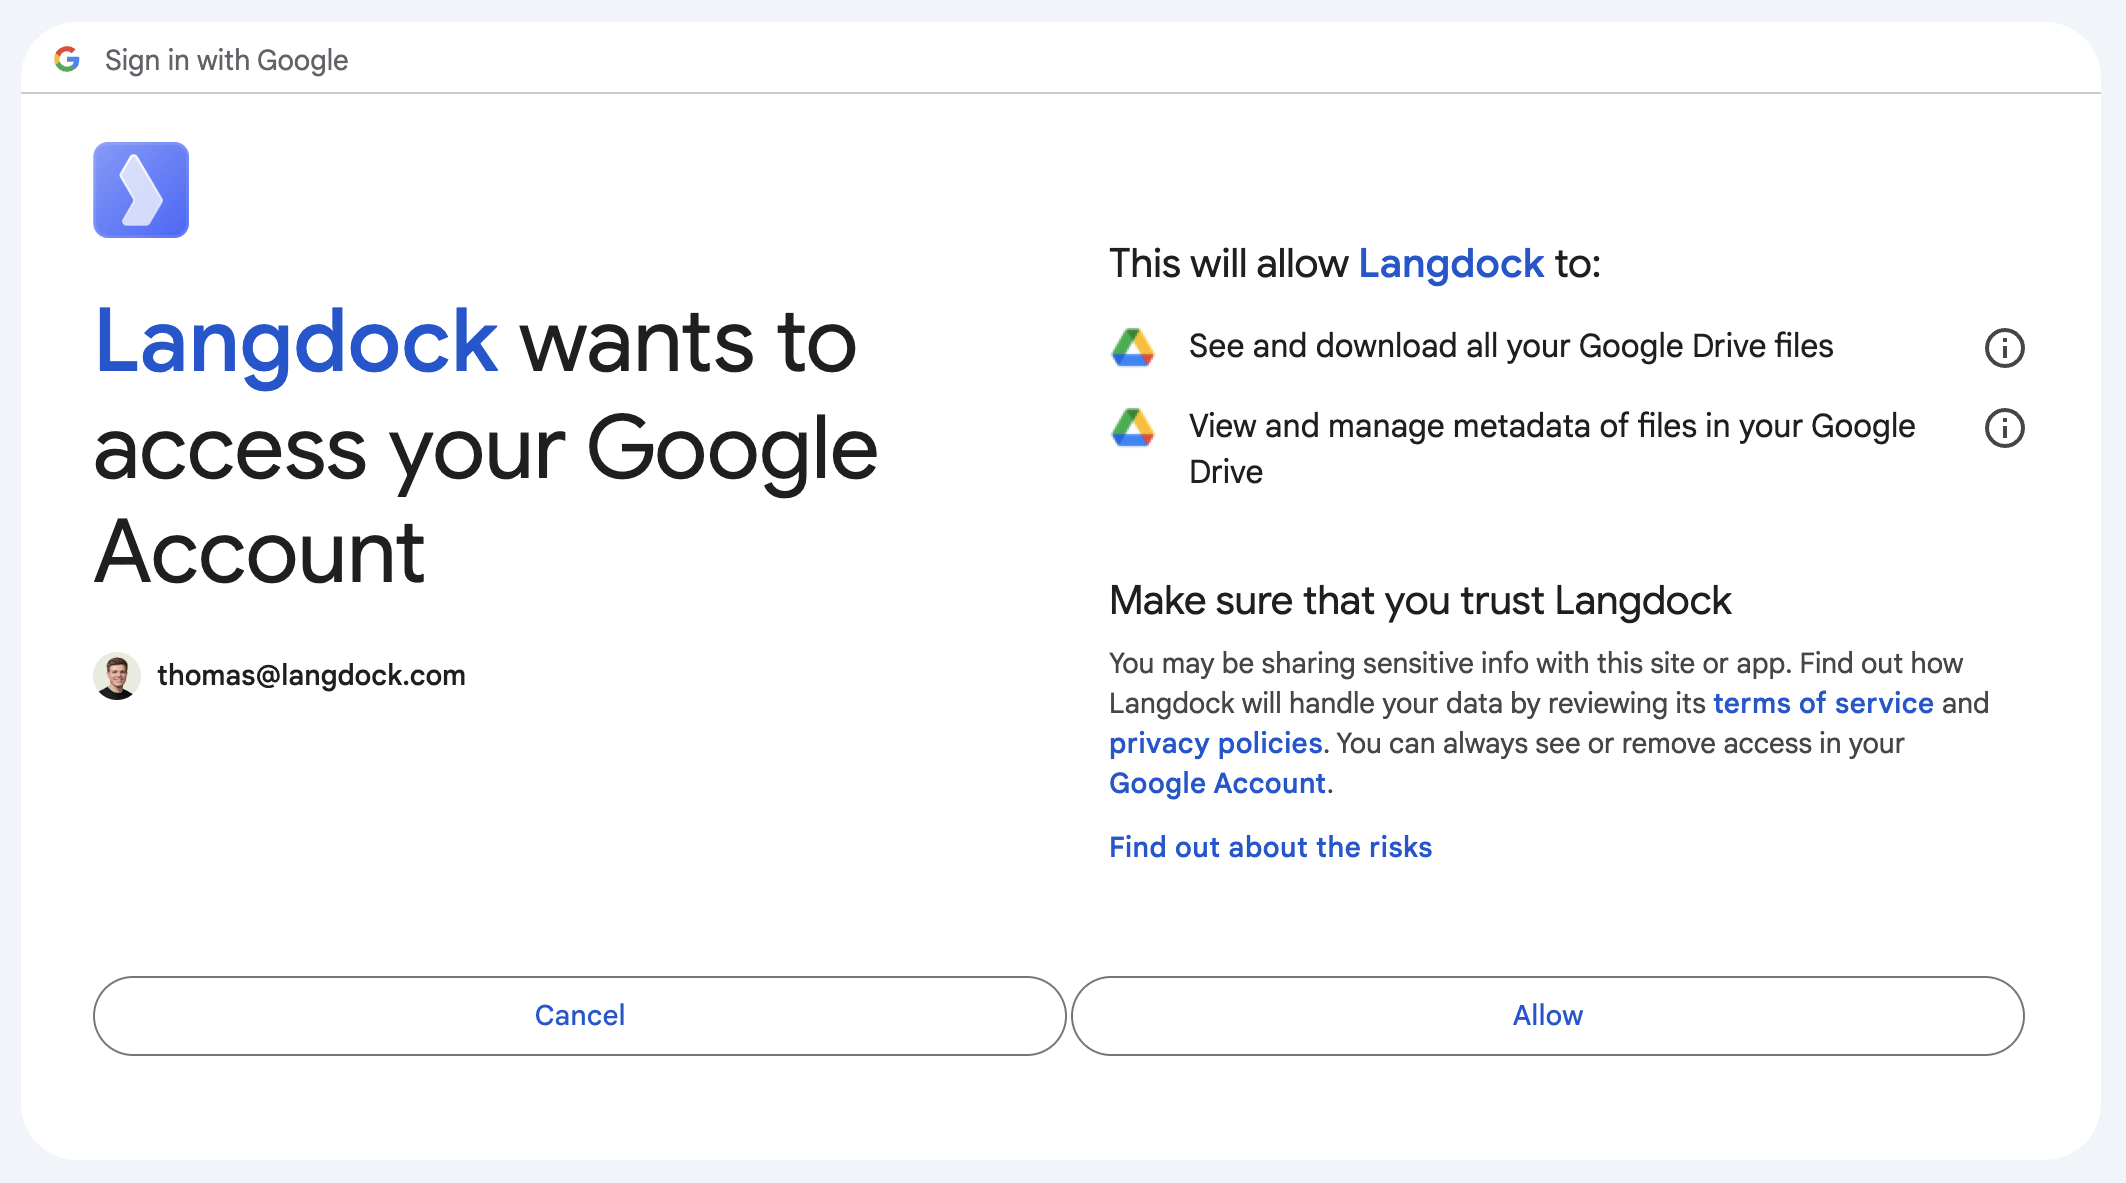 Sign in with Google
Langdock wants to
access your Google
Account
thomas@langdock.com
This will allow Langdock to:
See and download all your Google Drive files
View and manage metadata of files in your Google
Drive
Make sure that you trust Langdock
You may be sharing sensitive info with this site or app. Find out how
Langdock will handle your data by reviewing its terms of service and
privacy policies. You can always see or remove access in your
Google Account.
Find out about the risks
Cancel
Allow